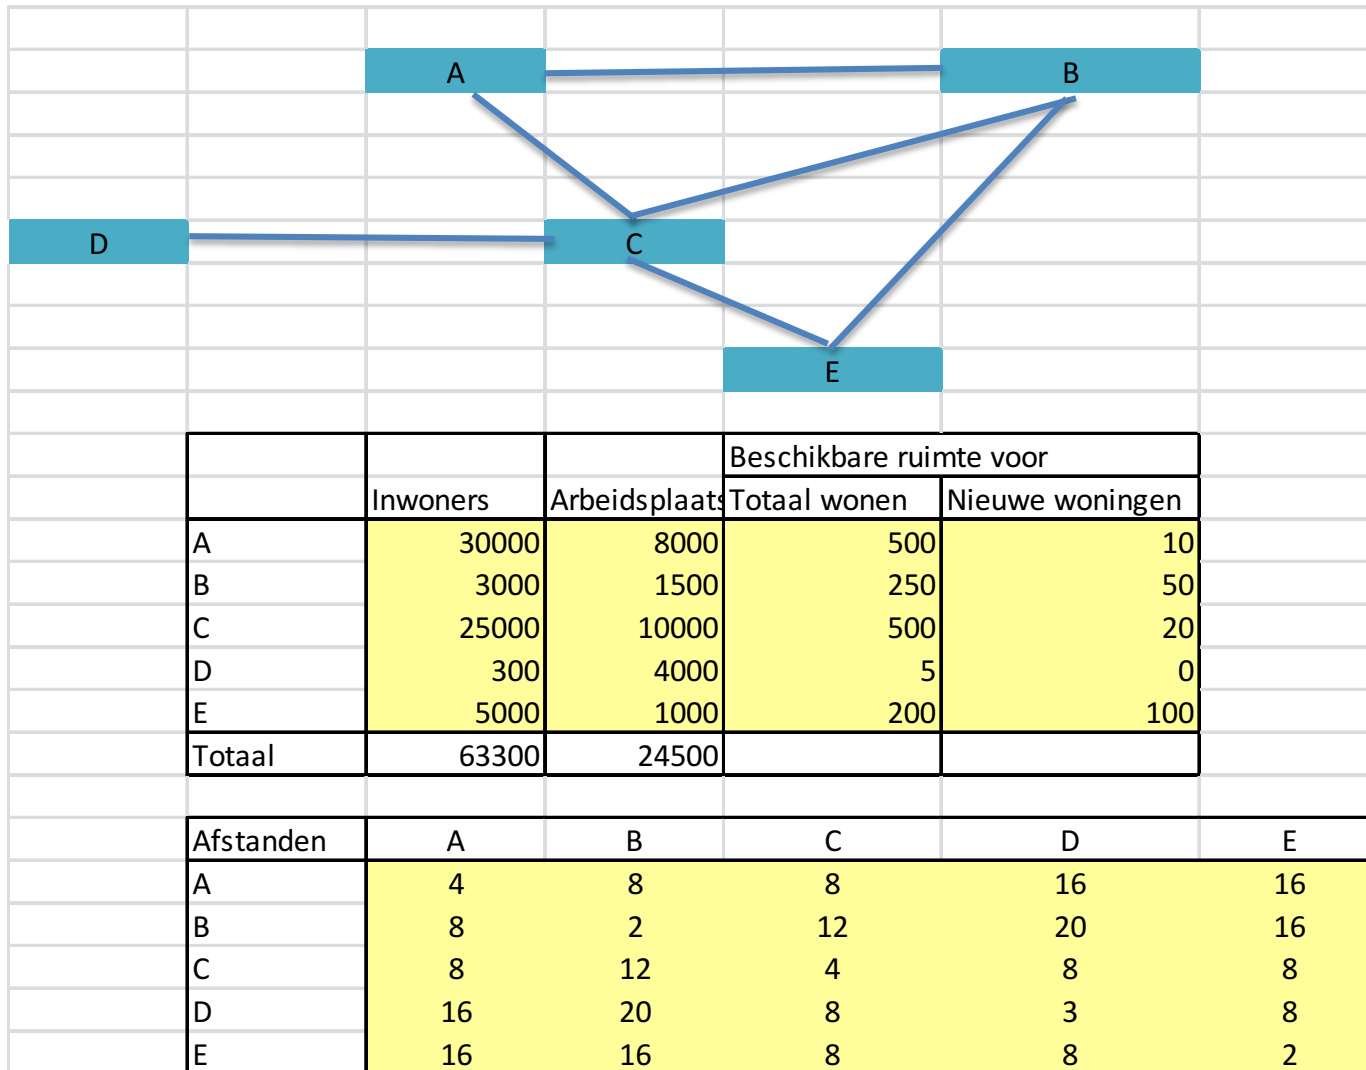 A B
D C
E
Beschikbare ruimte voor
Inwoners Arbeidsplaats Totaal wonen Nieuwe woningen
A 30000 8000 500 10
B 3000 1500 250 50
C 25000 10000 500 20
D 300 4000 5 0
E 5000 1000 200 100
Totaal 63300 24500
Afstanden A B C D E
A 4 8 8 16 16
B 8 2 12 20 16
C 8 12 4 8 8
D 16 20 8 3 8
E 16 16 8 8 2